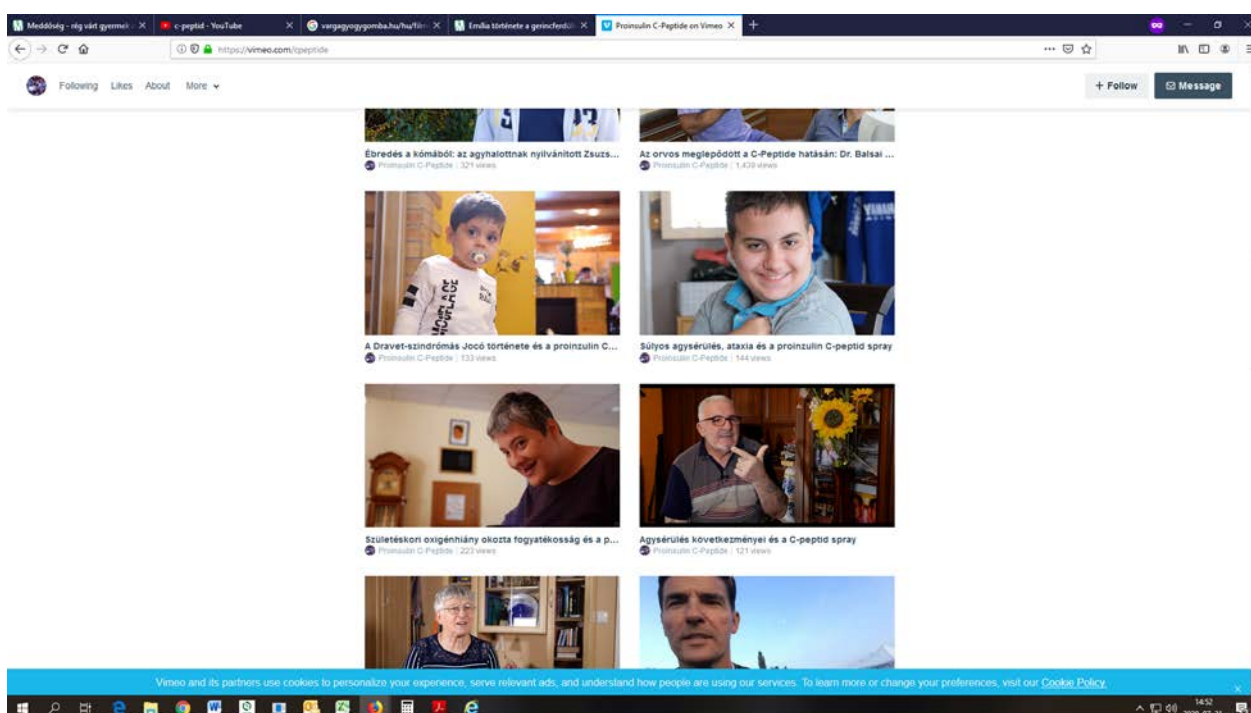 Meddőség - rég várt gyermek
c-peptid - YouTube
vargagyogygomba.hu/hu/film
Emília története a gerincferdül
Proinsulin C-Peptide on Vimeo
https://vimeo.com/cpeptide
Following Likes About More
+ Follow
Message
Ébredés a kómából: az agyhalottnak nyilvánított Zsuzs...
Proinsulin C-Peptide | 321 views
Az orvos meglepődött a C-Peptide hatásán: Dr. Balsai ...
Proinsulin C-Peptide | 1,439 views
YAMAH
A Dravet-szindrómás Jocó története és a proinzulin C...
Proinsulin C-Peptide | 133 views
Súlyos agysérülés, ataxia és a proinzulin C-peptid spray
Proinsulin C-Peptide | 144 views
Születéskori oxigénhiány okozta fogyatékosság és a p...
Proinsulin C-Peptide | 223 views
Agysérülés következményei és a C-peptid spray
Proinsulin C-Peptide | 121 views
Vimeo and its partners use cookies to personalize your experience, serve relevant ads, and understand how people are using our services. To learn more or change your preferences, visit our Cookie Policy.
14:52